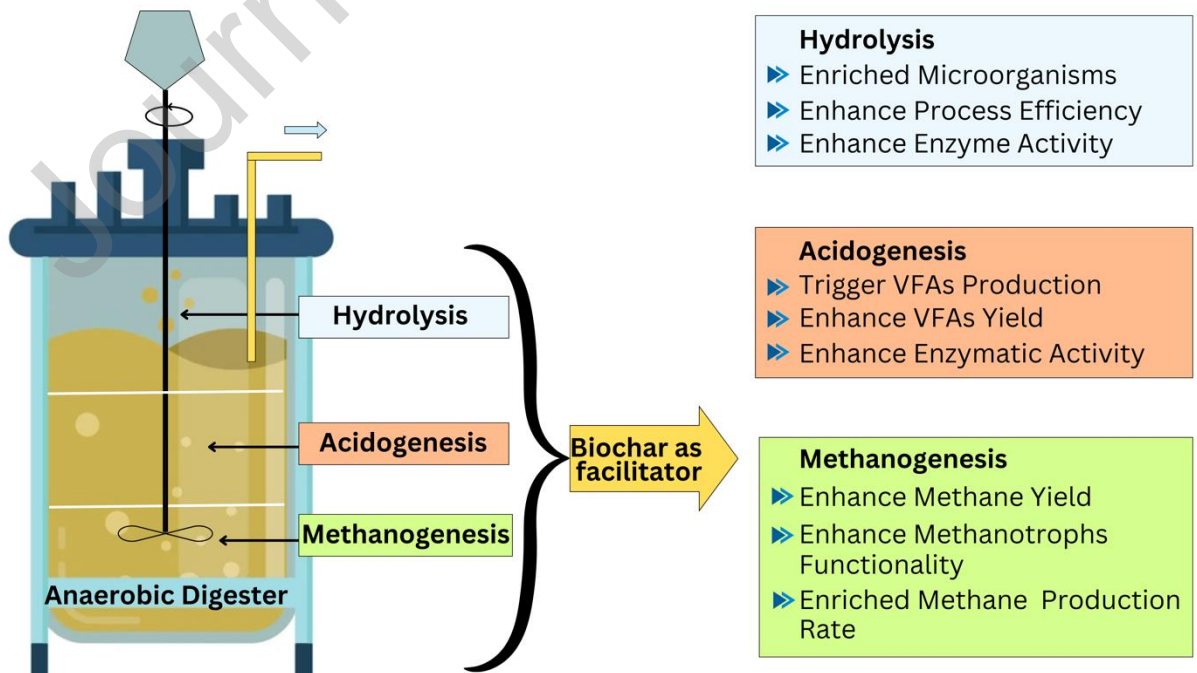 Journ
Hydrolysis
Acidogenesis
Methanogenesis
Anaerobic Digester
Biochar as
facilitator
Hydrolysis
Enriched Microorganisms
Enhance Process Efficiency
Enhance Enzyme Activity
Acidogenesis
Trigger VFAs Production
Enhance VFAs Yield
Enhance Enzymatic Activity
Methanogenesis
Enhance Methane Yield
Enhance Methanotrophs
Functionality
Enriched Methane Production
Rate